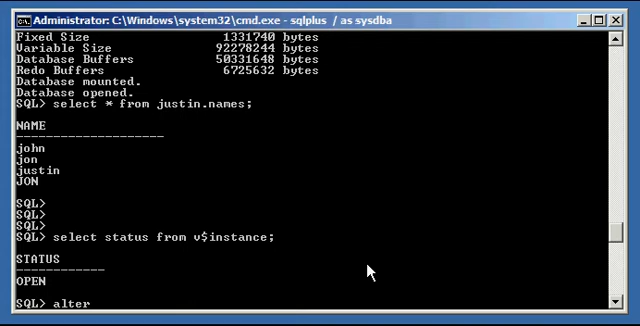 Administrator: C:\Windows\system32\cmd.exe - sqlplus / as sysdba
Fixed Size 1331740 bytes
Variable Size 92278244 bytes
Database Buffers 50331648 bytes
Redo Buffers 6725632 bytes
Database mounted.
Database opened.
SQL> select * from justin.names;
NAME
--------------------
john
jon
justin
JON
SQL>
SQL>
SQL>
SQL> select status from v$instance;
STATUS
------------
OPEN
SQL> alter